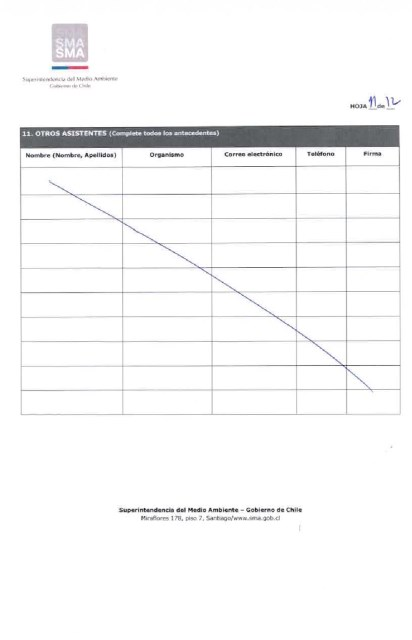 SMA
SMA
SMA
Superintendencia del Medio Ambiente
Gobierno de Chile
HOJA 11 de 12
11. OTROS ASISTENTES (Complete todos los antecedentes)
Nombre (Nombre, Apellidos) Organismo Correo electrónico Teléfono Firma
Superintendencia del Medio Ambiente – Gobierno de Chile
Miraflores 178, piso 7, Santiago/www.sma.gob.cl